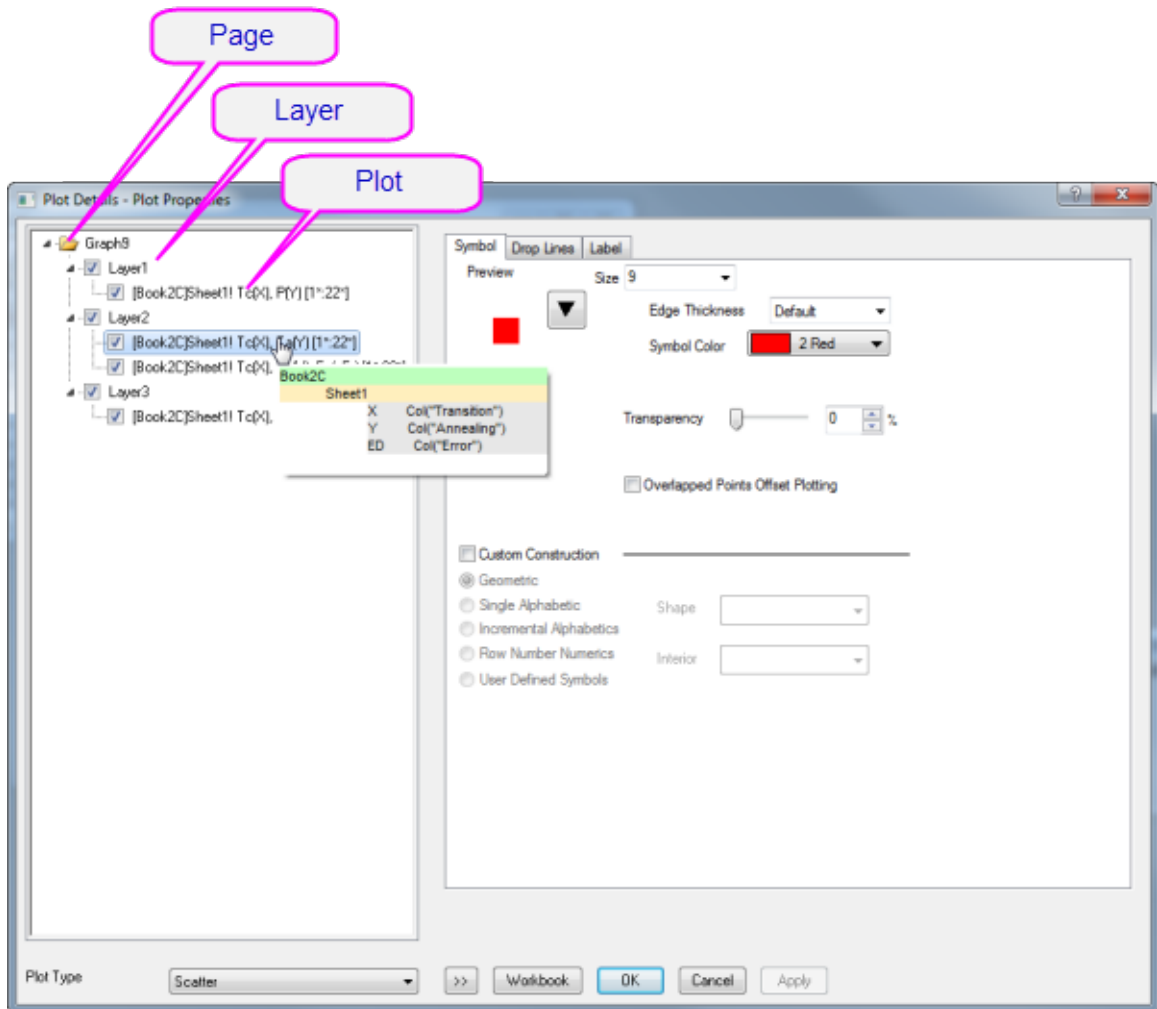 Page
Layer
Plot
Plot Details - Plot Properties
Graph9
Layer1
[Book2C]Sheet1! Tc(X), P(Y) [1*:22*]
Layer2
[Book2C]Sheet1! Tc(X), Ta(Y) [1*:22*]
[Book2C]Sheet1! Tc(X),
Layer3
[Book2C]Sheet1! Tc(X),
Book2C
Sheet1
X Col("Transition")
Y Col("Annealing")
ED Col("Error")
Symbol Drop Lines Label
Preview
Size 9
Edge Thickness Default
Symbol Color 2 Red
Transparency 0 %
Overlapped Points Offset Plotting
Custom Construction
Geometric
Single Alphabetic
Shape
Incremental Alphabetics
Row Number Numerics
Interior
User Defined Symbols
Plot Type Scatter >> Workbook OK Cancel Apply